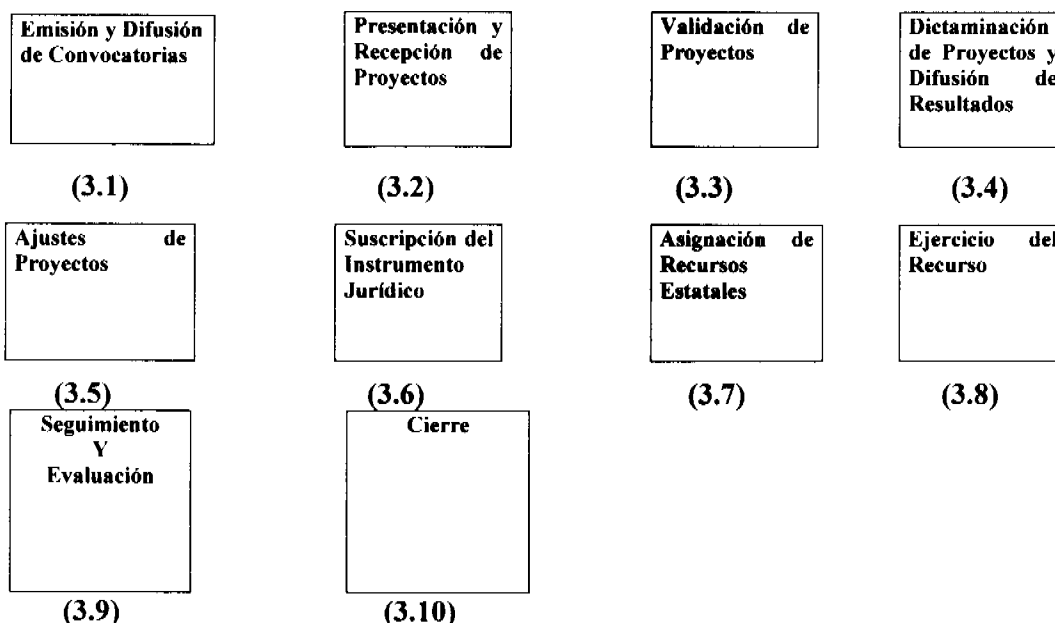 Emisión y Difusión
de Convocatorias
(3.1)
Presentación y
Recepción de
Proyectos
(3.2)
Validación de
Proyectos
(3.3)
Dictaminación
de Proyectos y
Difusión de
Resultados
(3.4)
Ajustes de
Proyectos
(3.5)
Suscripción del
Instrumento
Jurídico
(3.6)
Asignación de
Recursos
Estatales
(3.7)
Ejercicio del
Recurso
(3.8)
Seguimiento
Y
Evaluación
(3.9)
Cierre
(3.10)